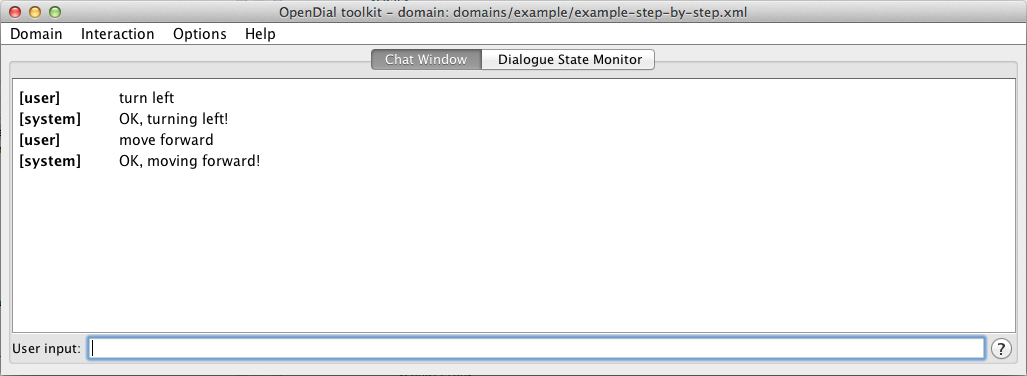 OpenDial toolkit - domain: domains/example/example-step-by-step.xml
Domain Interaction Options Help
Chat Window Dialogue State Monitor
[user] turn left
[system] OK, turning left!
[user] move forward
[system] OK, moving forward!
User input: ?